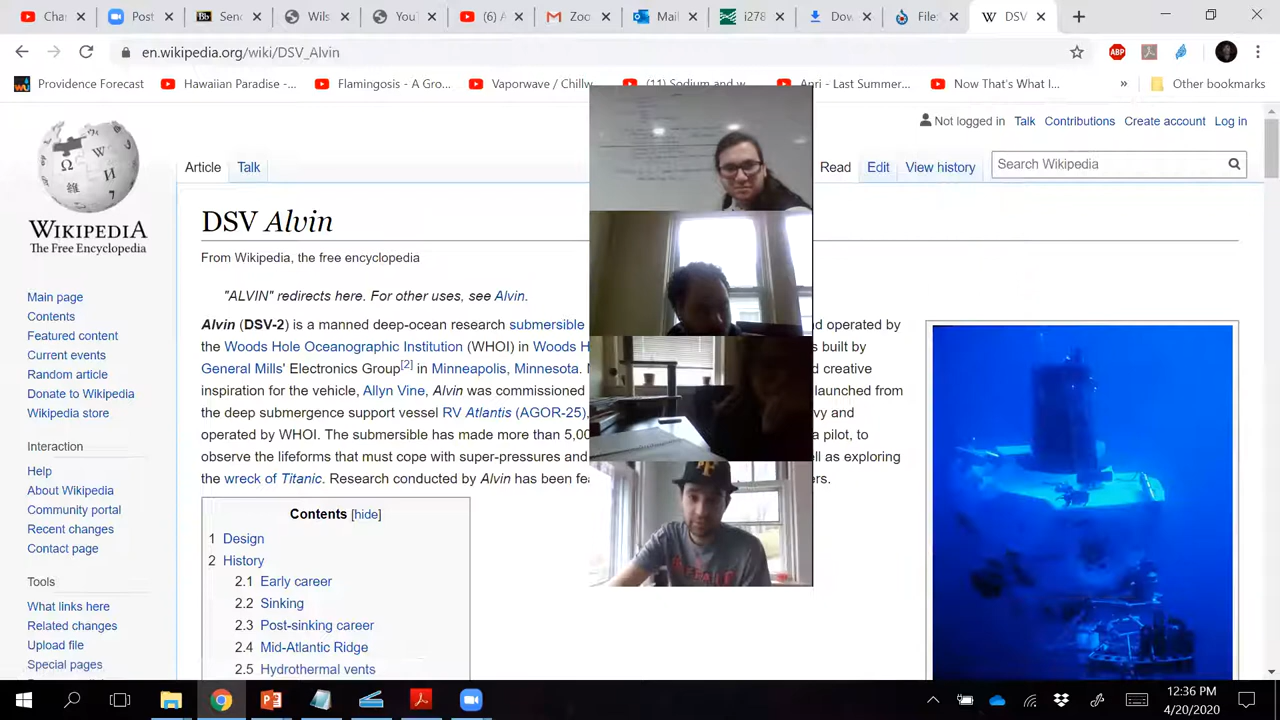 Cha
Post
Bb Senc
Wils
YouT
(6) A
Zoo
Mail
i278
Dow
File:
W DSV
en.wikipedia.org/wiki/DSV_Alvin
ABP
Providence Forecast
Hawaiian Paradise -...
Flamingosis - A Gro...
Vaporwave / Chillw
(11) Sodium and w
Anri - Last Summer...
Now That's What I...
»
Other bookmarks
Not logged in Talk Contributions Create account Log in
Article Talk
Read Edit View history
Search Wikipedia
WIKIPEDIA
The Free Encyclopedia
Main page
Contents
Featured content
Current events
Random article
Donate to Wikipedia
Wikipedia store
Interaction
Help
About Wikipedia
Community portal
Recent changes
Contact page
Tools
What links here
Related changes
Upload file
Special pages
DSV Alvin
From Wikipedia, the free encyclopedia
"ALVIN" redirects here. For other uses, see Alvin.
Alvin (DSV-2) is a manned deep-ocean research submersible d operated by
the Woods Hole Oceanographic Institution (WHOI) in Woods H s built by
General Mills' Electronics Group[2] in Minneapolis, Minnesota. d creative
inspiration for the vehicle, Allyn Vine, Alvin was commissioned launched from
the deep submergence support vessel RV Atlantis (AGOR-25), vy and
operated by WHOI. The submersible has made more than 5,00 a pilot, to
observe the lifeforms that must cope with super-pressures and ll as exploring
the wreck of Titanic. Research conducted by Alvin has been fea ers.
Contents [hide]
1 Design
2 History
2.1 Early career
2.2 Sinking
2.3 Post-sinking career
2.4 Mid-Atlantic Ridge
2.5 Hydrothermal vents
12:36 PM
4/20/2020